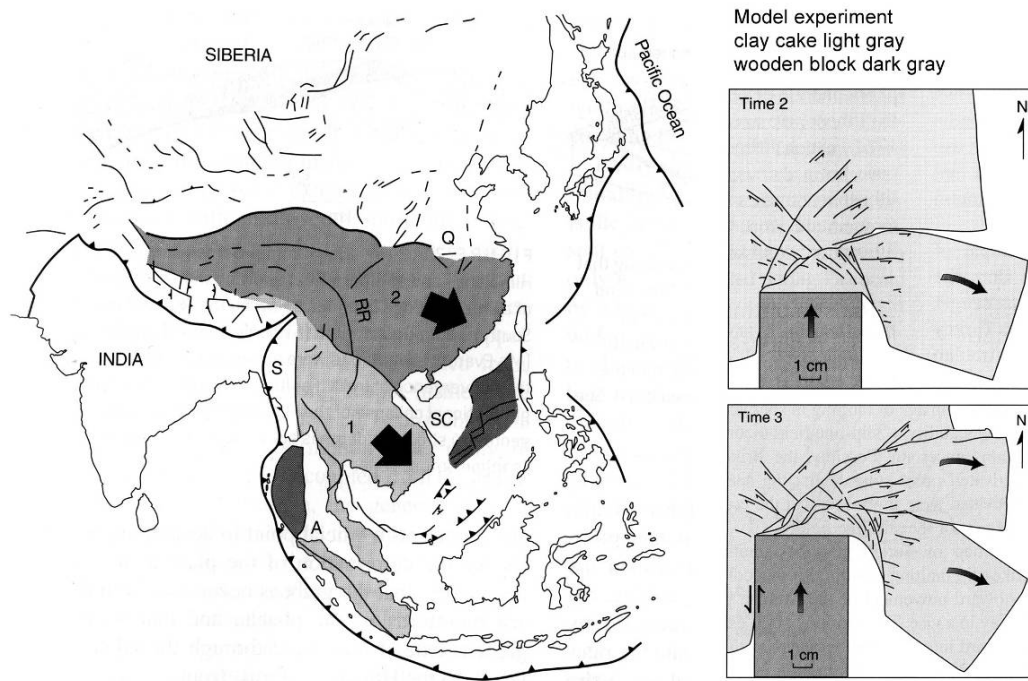 SIBERIA
Pacific Ocean
Q
2
RR
INDIA
S
SC
1
A
Model experiment
clay cake light gray
wooden block dark gray
Time 2
N
1 cm
Time 3
N
1 cm